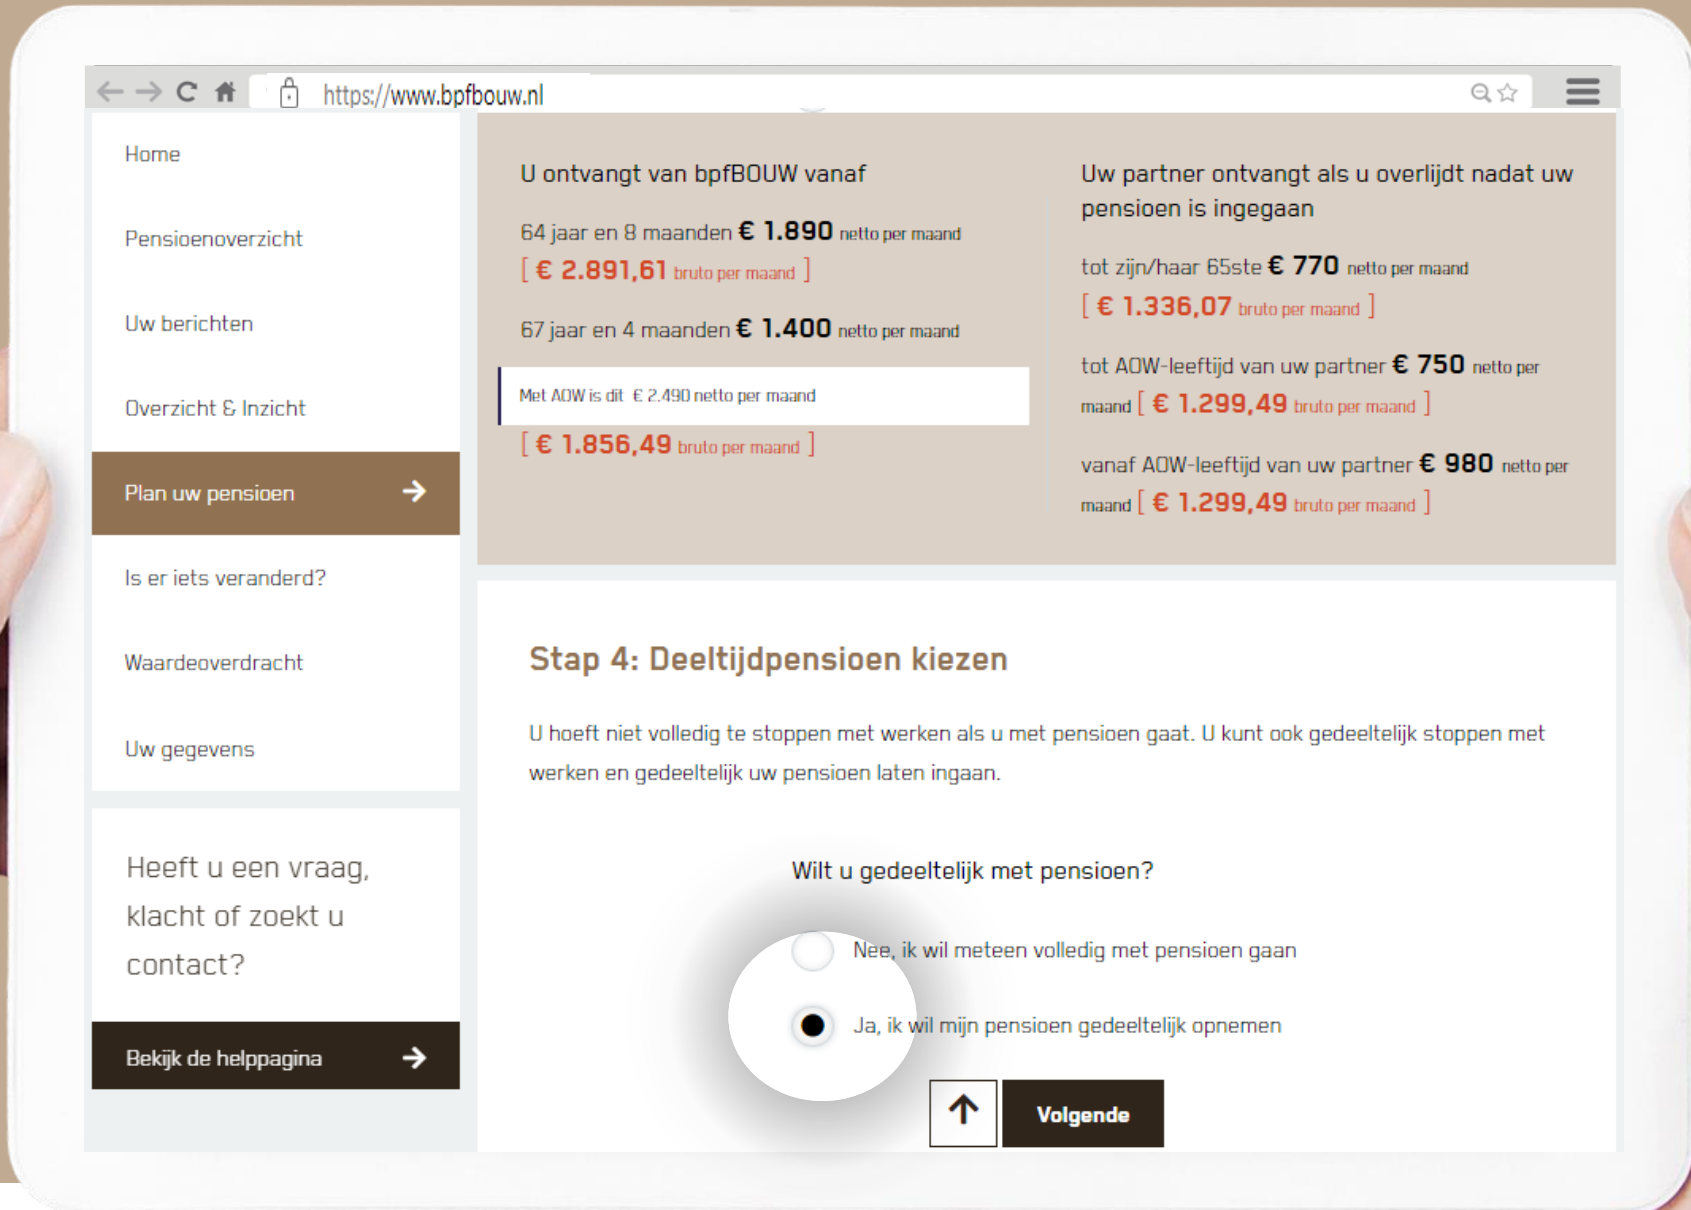 https://www.bpfbouw.nl
Home
Pensioenoverzicht
Uw berichten
Overzicht & Inzicht
Plan uw pensioen
Is er iets veranderd?
Waardeoverdracht
Uw gegevens
Heeft u een vraag,
klacht of zoekt u
contact?
Bekijk de helppagina
U ontvangt van bpfBOUW vanaf
64 jaar en 8 maanden € 1.890 netto per maand
[ € 2.891,61 bruto per maand ]
67 jaar en 4 maanden € 1.400 netto per maand
Met AOW is dit € 2.490 netto per maand
[ € 1.856,49 bruto per maand ]
Uw partner ontvangt als u overlijdt nadat uw
pensioen is ingegaan
tot zijn/haar 65ste € 770 netto per maand
[ € 1.336,07 bruto per maand ]
tot AOW-leeftijd van uw partner € 750 netto per
maand [ € 1.299,49 bruto per maand ]
vanaf AOW-leeftijd van uw partner € 980 netto per
maand [ € 1.299,49 bruto per maand ]
Stap 4: Deeltijdpensioen kiezen
U hoeft niet volledig te stoppen met werken als u met pensioen gaat. U kunt ook gedeeltelijk stoppen met
werken en gedeeltelijk uw pensioen laten ingaan.
Wilt u gedeeltelijk met pensioen?
Nee, ik wil meteen volledig met pensioen gaan
Ja, ik wil mijn pensioen gedeeltelijk opnemen
Volgende